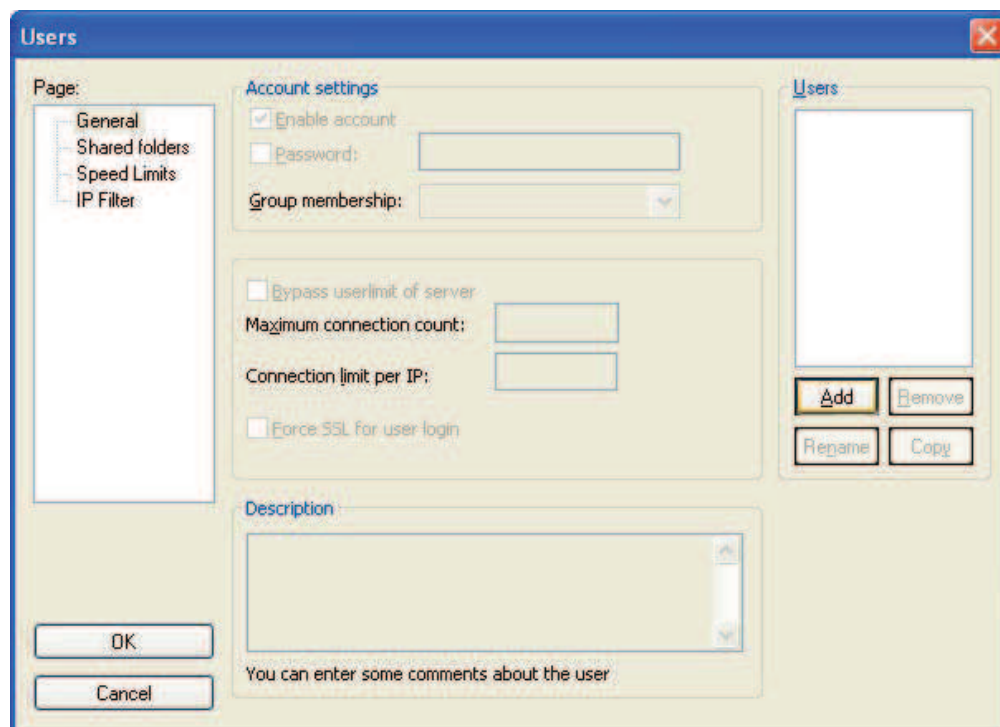 Users
Page:
General
Shared folders
Speed Limits
IP Filter
OK
Cancel
Account settings
Enable account
Password:
Group membership:
Bypass userlimit of server
Maximum connection count:
Connection limit per IP:
Force SSL for user login
Description
You can enter some comments about the user
Users
Add
Remove
Rename
Copy